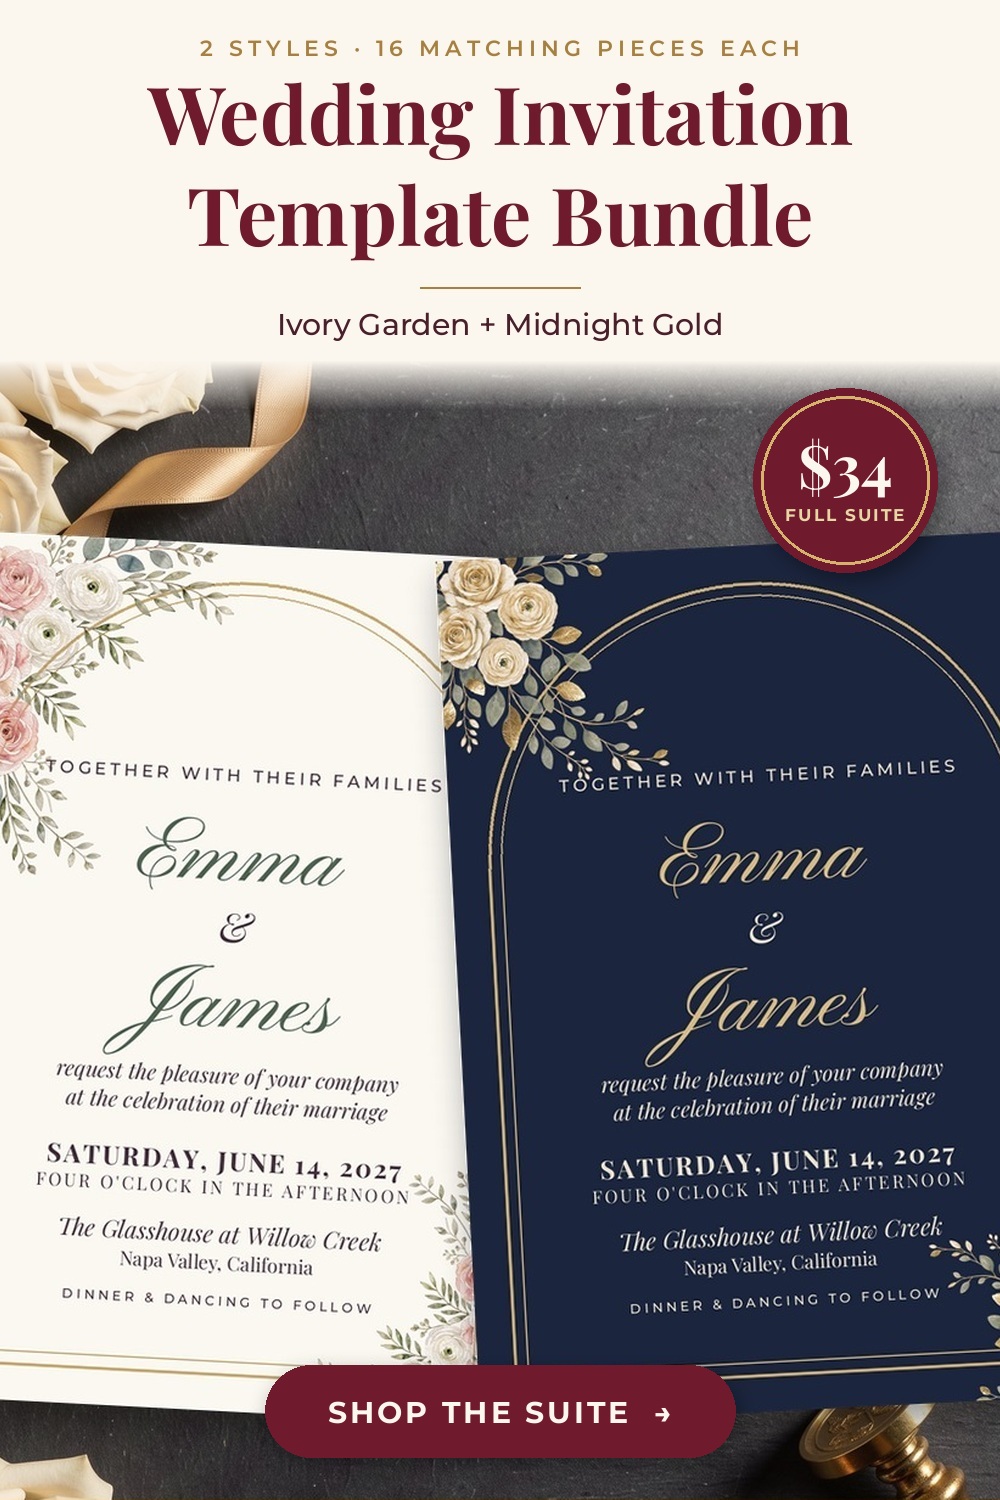 2 STYLES · 16 MATCHING PIECES EACH
Wedding Invitation
Template Bundle
Ivory Garden + Midnight Gold
$34
FULL SUITE
TOGETHER WITH THEIR FAMILIES
Emma
&
James
request the pleasure of your company
at the celebration of their marriage
SATURDAY, JUNE 14, 2027
FOUR O'CLOCK IN THE AFTERNOON
The Glasshouse at Willow Creek
Napa Valley, California
DINNER & DANCING TO FOLLOW
TOGETHER WITH THEIR FAMILIES
Emma
&
James
request the pleasure of your company
at the celebration of their marriage
SATURDAY, JUNE 14, 2027
FOUR O'CLOCK IN THE AFTERNOON
The Glasshouse at Willow Creek
Napa Valley, California
DINNER & DANCING TO FOLLOW
SHOP THE SUITE →